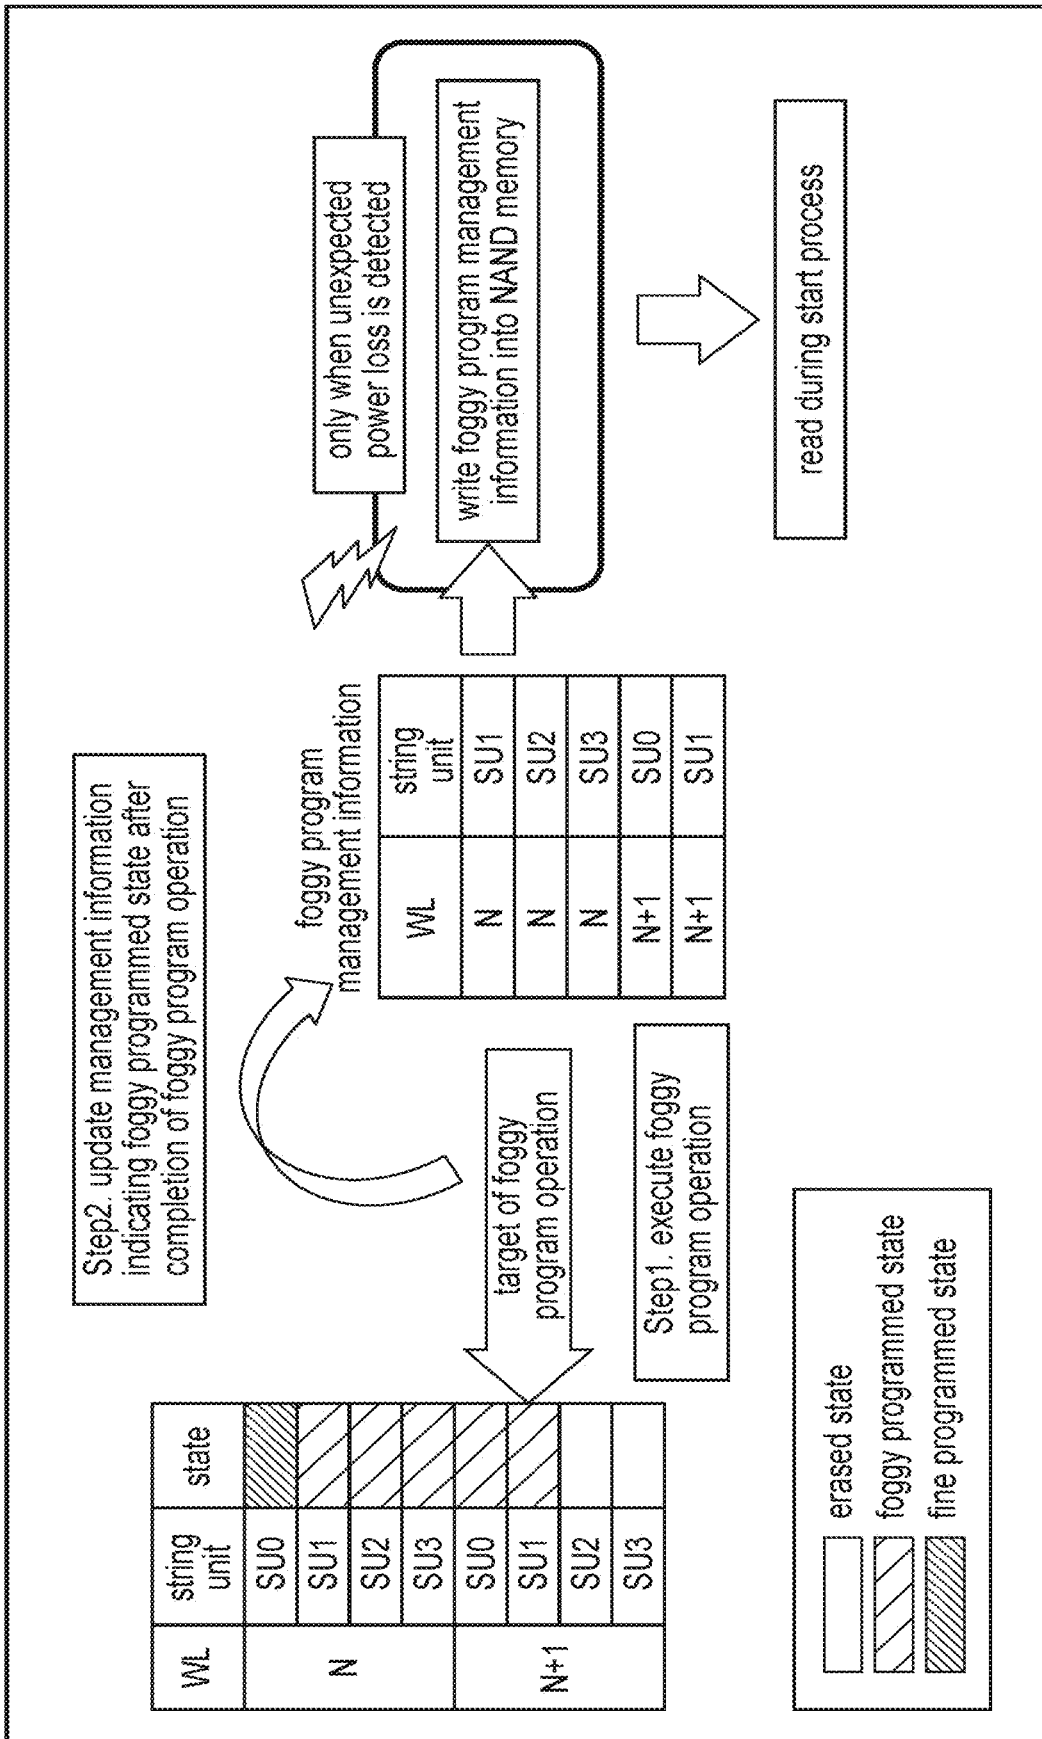 Step2. update management information
indicating foggy programmed state after
completion of foggy program operation
WL
string
unit
state
N
SU0
SU1
SU2
SU3
N+1
SU0
SU1
SU2
SU3
target of foggy
program operation
Step1. execute foggy
program operation
foggy program
management information
WL
string
unit
N
SU1
N
SU2
N
SU3
N+1
SU0
N+1
SU1
only when unexpected
power loss is detected
write foggy program management
information into NAND memory
read during start process
erased state
foggy programmed state
fine programmed state